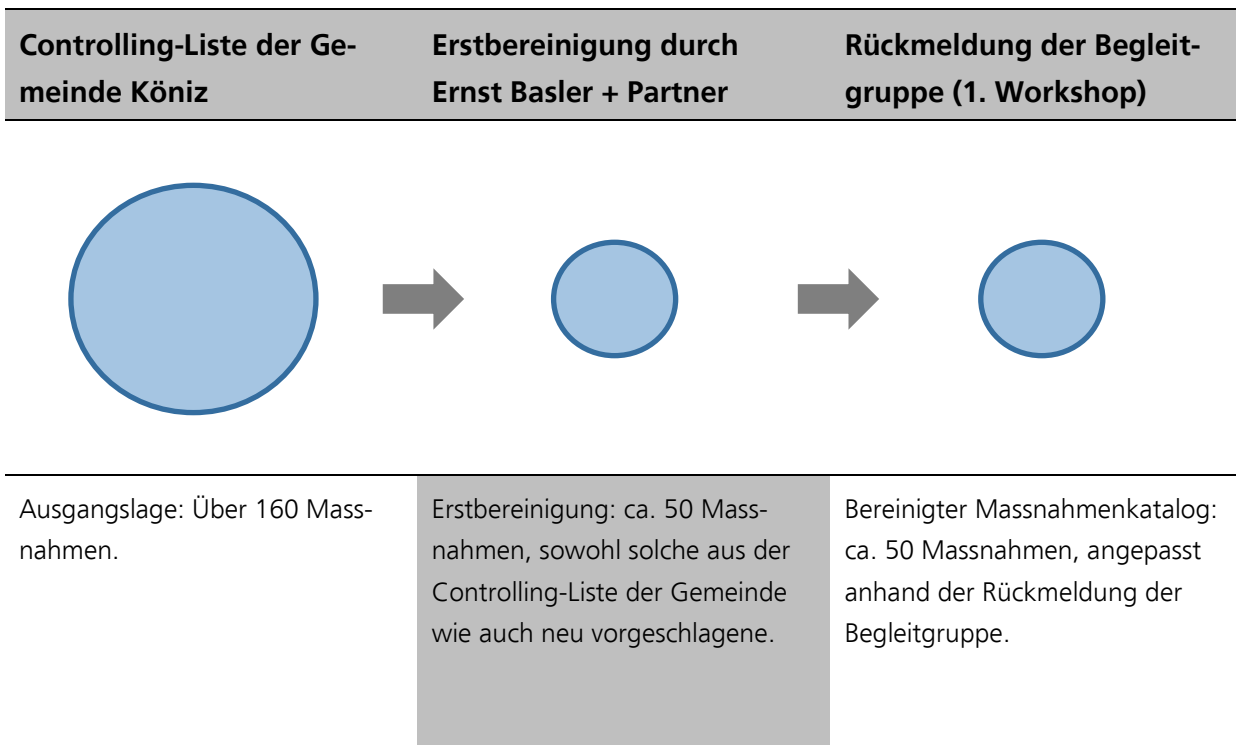 Controlling-Liste der Ge-
meinde Köniz
Erstbereinigung durch
Ernst Basler + Partner
Rückmeldung der Begleit-
gruppe (1. Workshop)
Ausgangslage: Über 160 Mass-
nahmen.
Erstbereinigung: ca. 50 Mass-
nahmen, sowohl solche aus der
Controlling-Liste der Gemeinde
wie auch neu vorgeschlagene.
Bereinigter Massnahmenkatalog:
ca. 50 Massnahmen, angepasst
anhand der Rückmeldung der
Begleitgruppe.